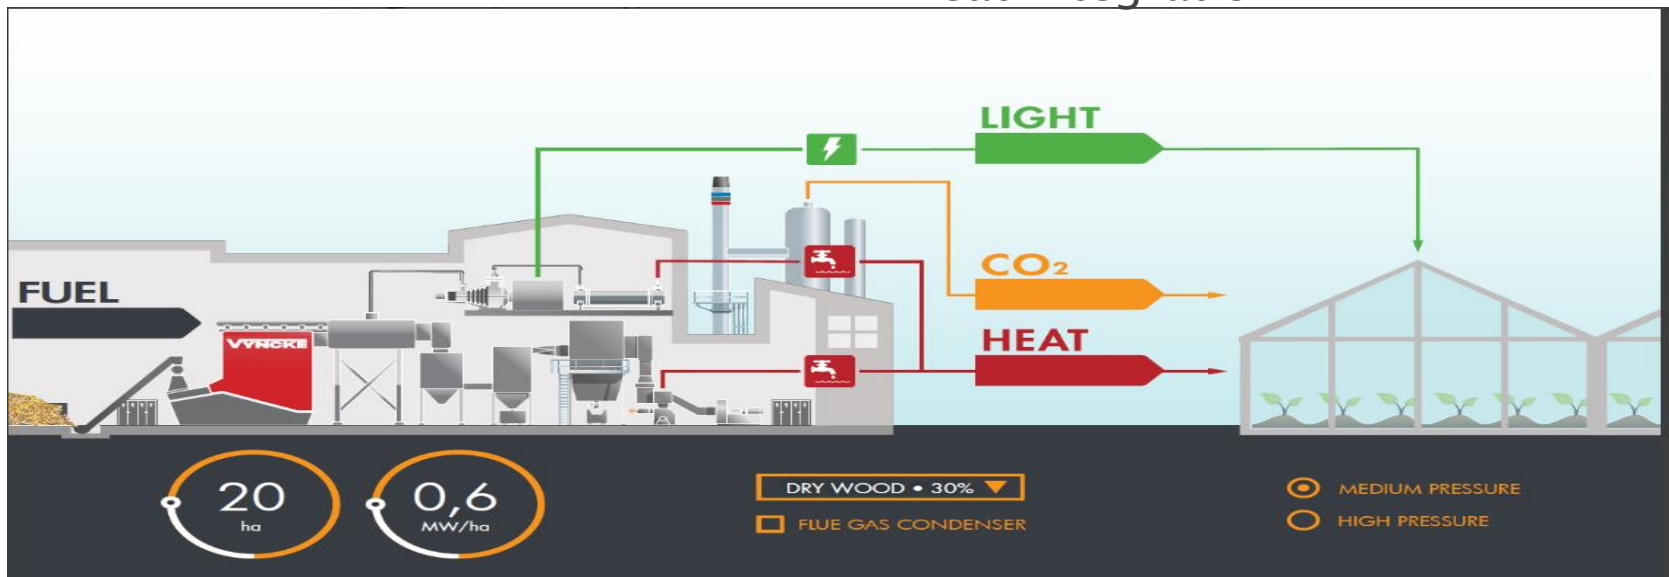 LIGHT
CO₂
FUEL
HEAT
VYNCKE
20
ha
0,6
MW/ha
DRY WOOD • 30%
FLUE GAS CONDENSER
MEDIUM PRESSURE
HIGH PRESSURE